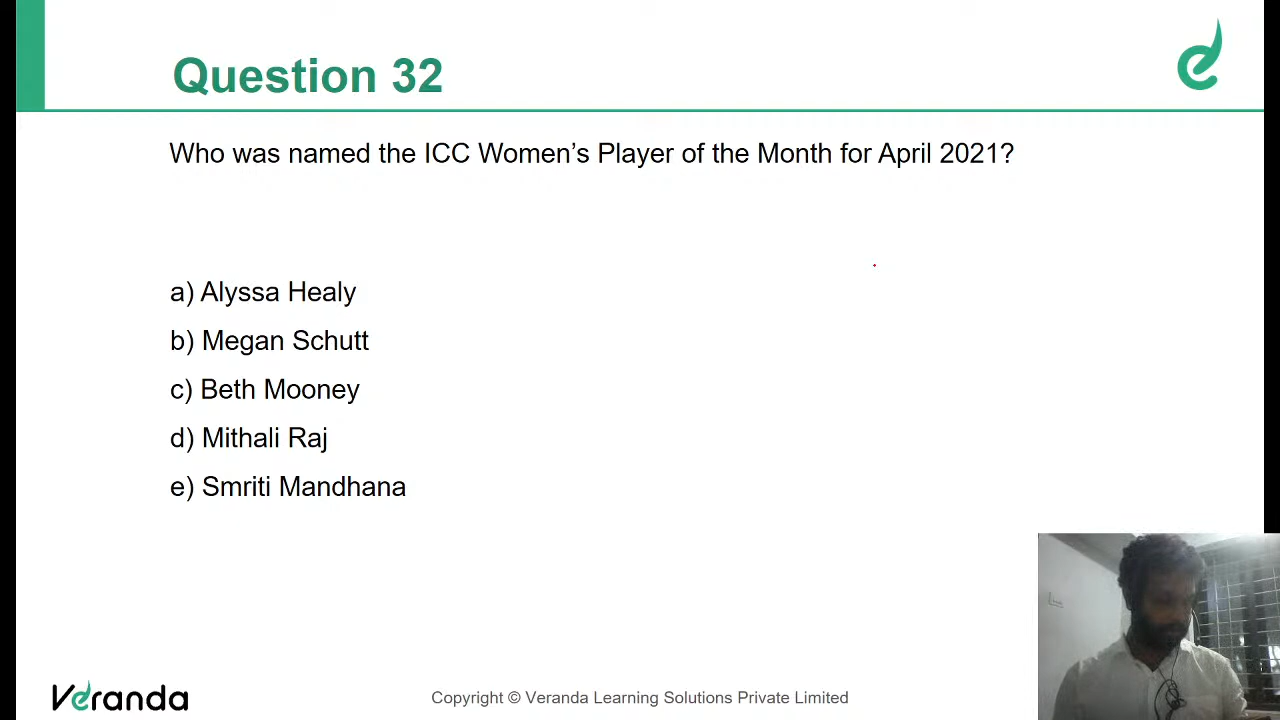 Question 32
Who was named the ICC Women’s Player of the Month for April 2021?
a) Alyssa Healy
b) Megan Schutt
c) Beth Mooney
d) Mithali Raj
e) Smriti Mandhana
Veranda
Copyright © Veranda Learning Solutions Private Limited